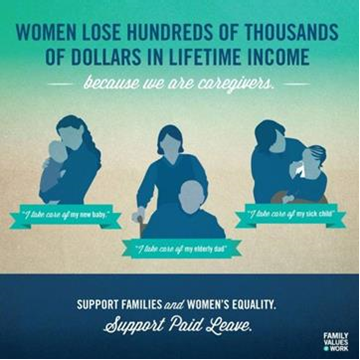 WOMEN LOSE HUNDREDS OF THOUSANDS
OF DOLLARS IN LIFETIME INCOME
because we are caregivers.
"I take care of my new baby."
"I take care of my elderly dad"
"I take care of my sick child"
SUPPORT FAMILIES and WOMEN'S EQUALITY.
Support Paid Leave.
FAMILY
VALUES
@ WORK